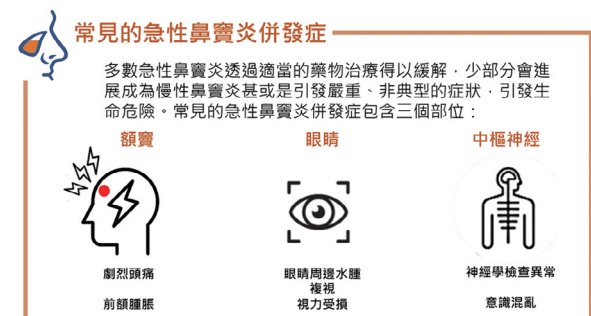 常見的急性鼻竇炎併發症
多數急性鼻竇炎透過適當的藥物治療得以緩解，少部分會進
展成為慢性鼻竇炎甚或是引發嚴重、非典型的症狀，引發生
命危險。常見的急性鼻竇炎併發症包含三個部位：
額竇
眼睛
中樞神經
劇烈頭痛
前額腫脹
眼睛周邊水腫
複視
視力受損
神經學檢查異常
意識混亂